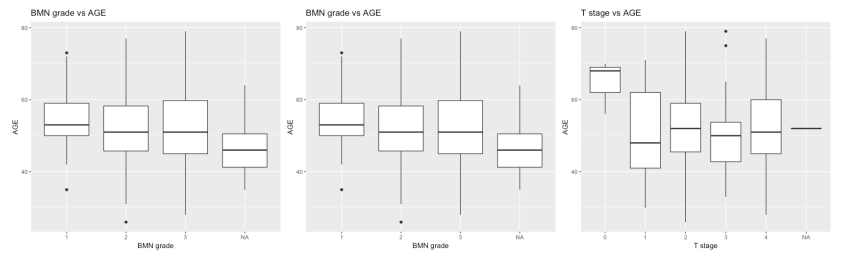 BMN grade vs AGE
80
60
40
AGE
1 2 3 NA
BMN grade
BMN grade vs AGE
80
60
40
AGE
1 2 3 NA
BMN grade
T stage vs AGE
80
60
40
AGE
0 1 2 3 4 NA
T stage